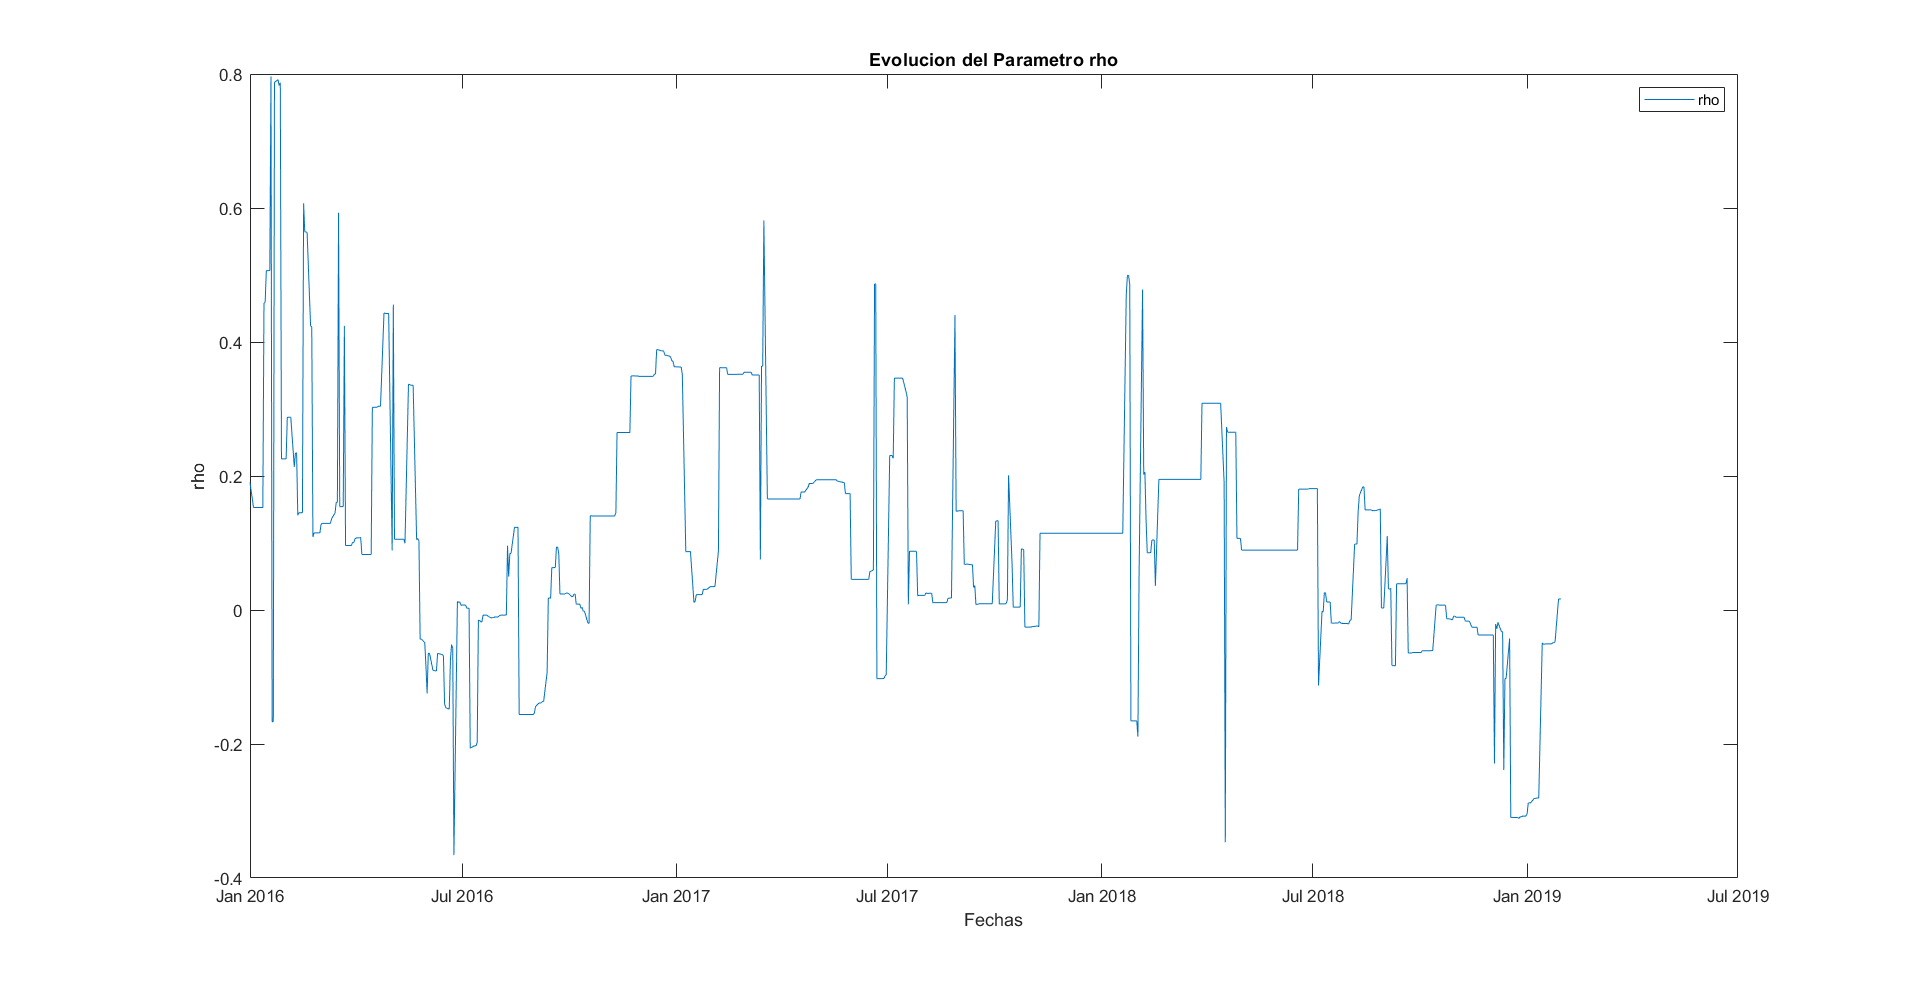 Evolucion del Parametro rho
rho
0.8
0.6
0.4
0.2
0
-0.2
-0.4
rho
Jan 2016
Jul 2016
Jan 2017
Jul 2017
Jan 2018
Jul 2018
Jan 2019
Jul 2019
Fechas